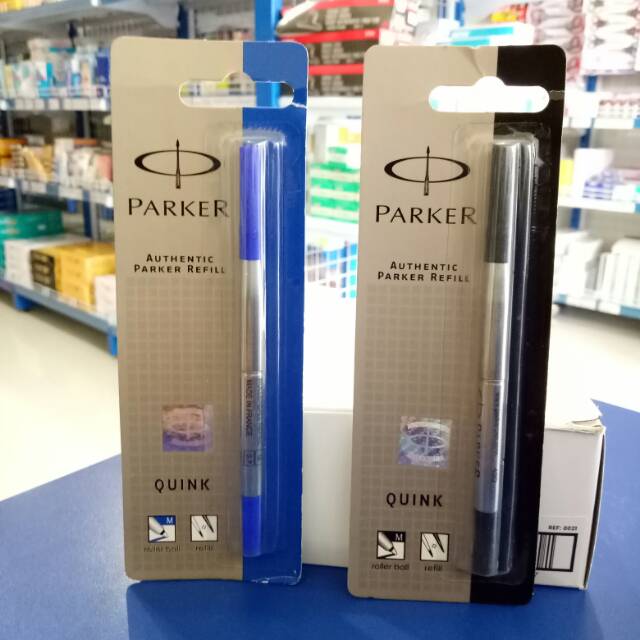 PARKER
AUTHENTIC
PARKER REFILL
MADE IN FRANCE
QUINK
M
roller ball
refill
PARKER
AUTHENTIC
PARKER REFILL
QUINK
roller ball
refill
REF: 0021